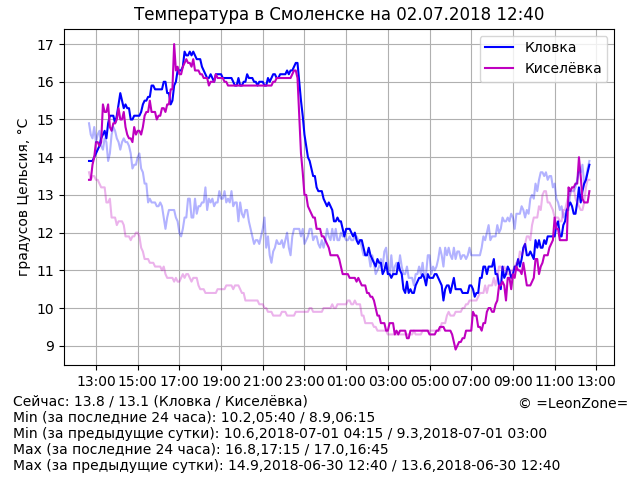 Температура в Смоленске на 02.07.2018 12:40
Кловка
Киселёвка
градусов Цельсия, °C
17
16
15
14
13
12
11
10
9
13:00 15:00 17:00 19:00 21:00 23:00 01:00 03:00 05:00 07:00 09:00 11:00 13:00
Сейчас: 13.8 / 13.1 (Кловка / Киселёвка)
© =LeonZone=
Min (за последние 24 часа): 10.2,05:40 / 8.9,06:15
Min (за предыдущие сутки): 10.6,2018-07-01 04:15 / 9.3,2018-07-01 03:00
Max (за последние 24 часа): 16.8,17:15 / 17.0,16:45
Max (за предыдущие сутки): 14.9,2018-06-30 12:40 / 13.6,2018-06-30 12:40